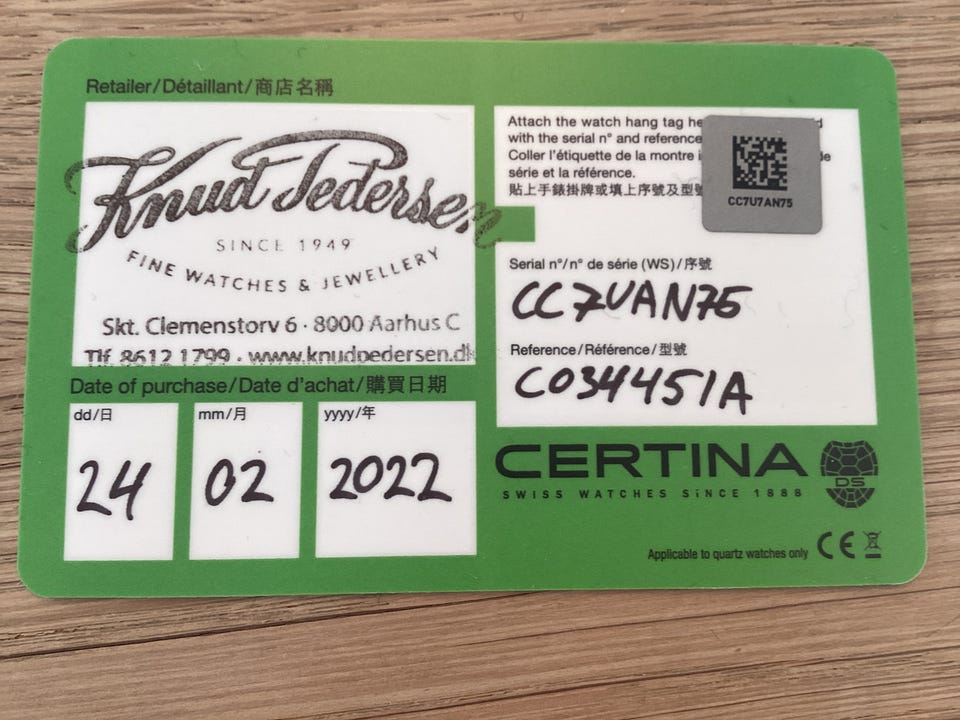 Retailer/Détaillant/商店名稱
Knud Pedersen
SINCE 1949
FINE WATCHES & JEWELLERY
Skt. Clemenstorv 6 · 8000 Aarhus C
Tlf. 8612 1799 · www.knudpedersen.dk
Date of purchase/Date d'achat/購買日期
dd/日
mm/月
yyyy/年
24
02
2022
Attach the watch hang tag
with the serial n° and reference
Coller l'étiquette de la montre
série et la référence.
貼上手錶掛牌或填上序號及型號
CC7U7AN75
Serial n°/n° de série (WS)/序號
CC7UAN75
Reference/Référence/型號
C034451A
CERTINA
DS
SWISS WATCHES SINCE 1888
Applicable to quartz watches only CE